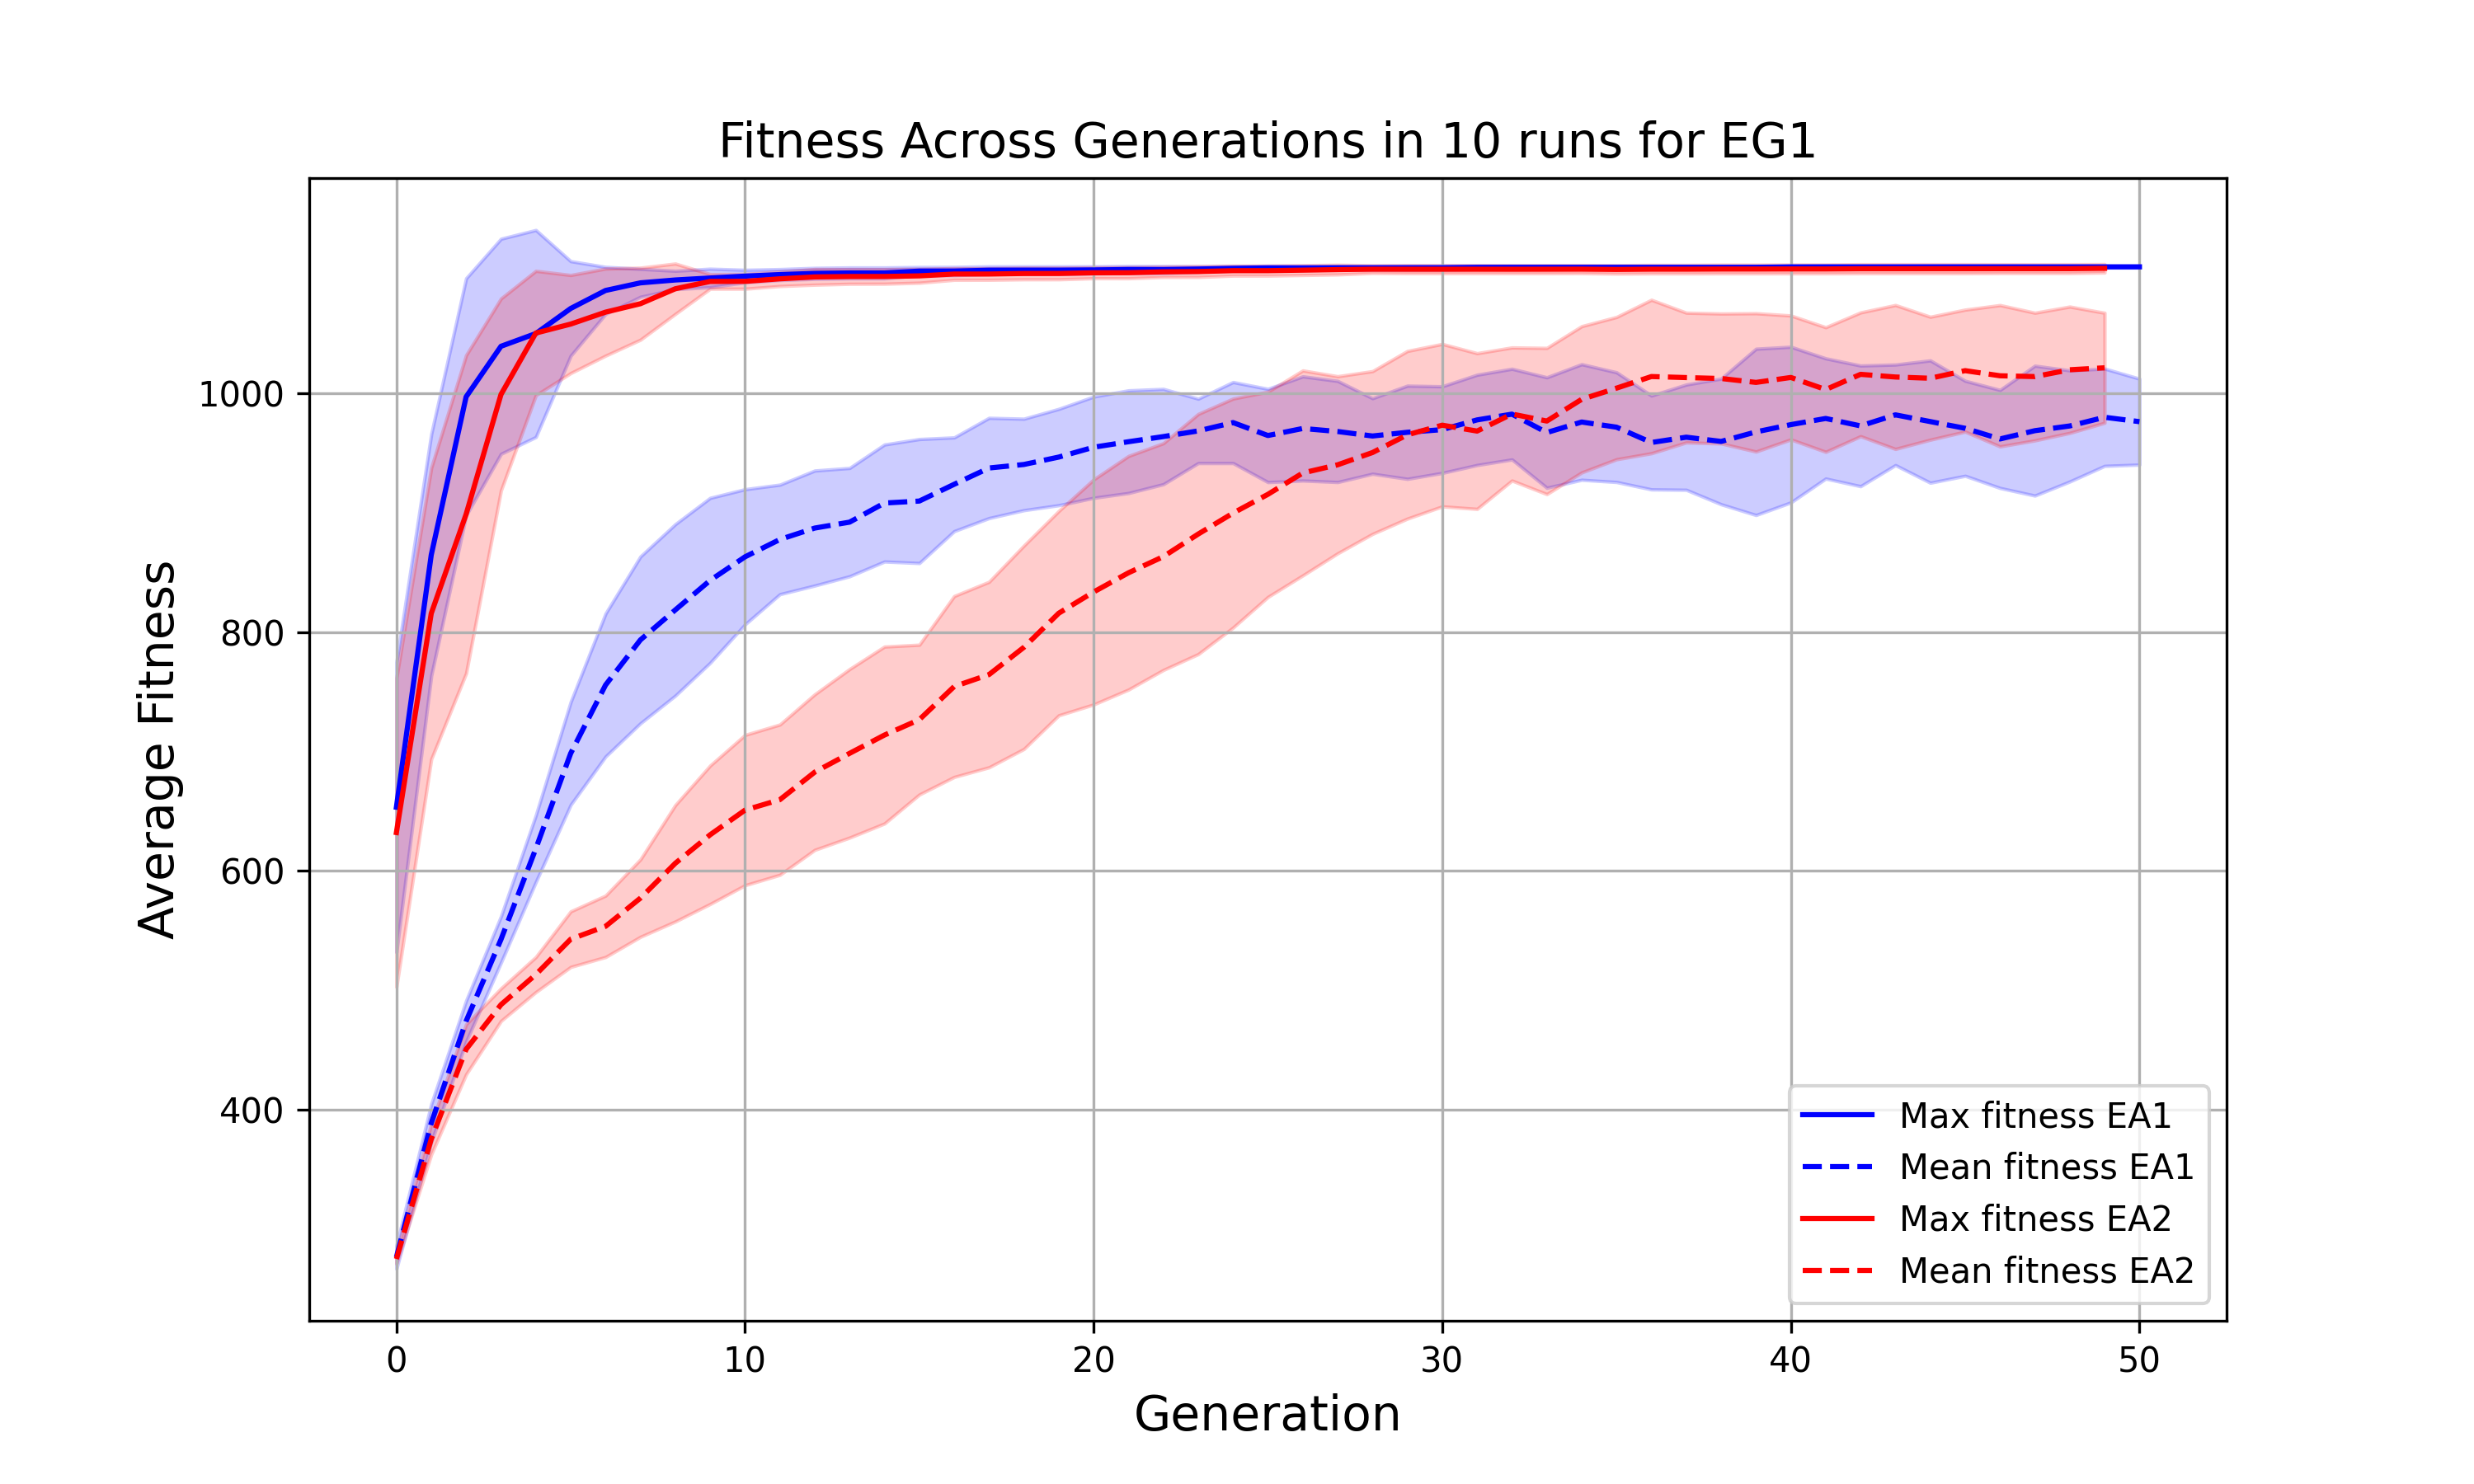 Fitness Across Generations in 10 runs for EG1
Average Fitness
1000
800
600
400
0 10 20 30 40 50
Generation
Max fitness EA1
Mean fitness EA1
Max fitness EA2
Mean fitness EA2